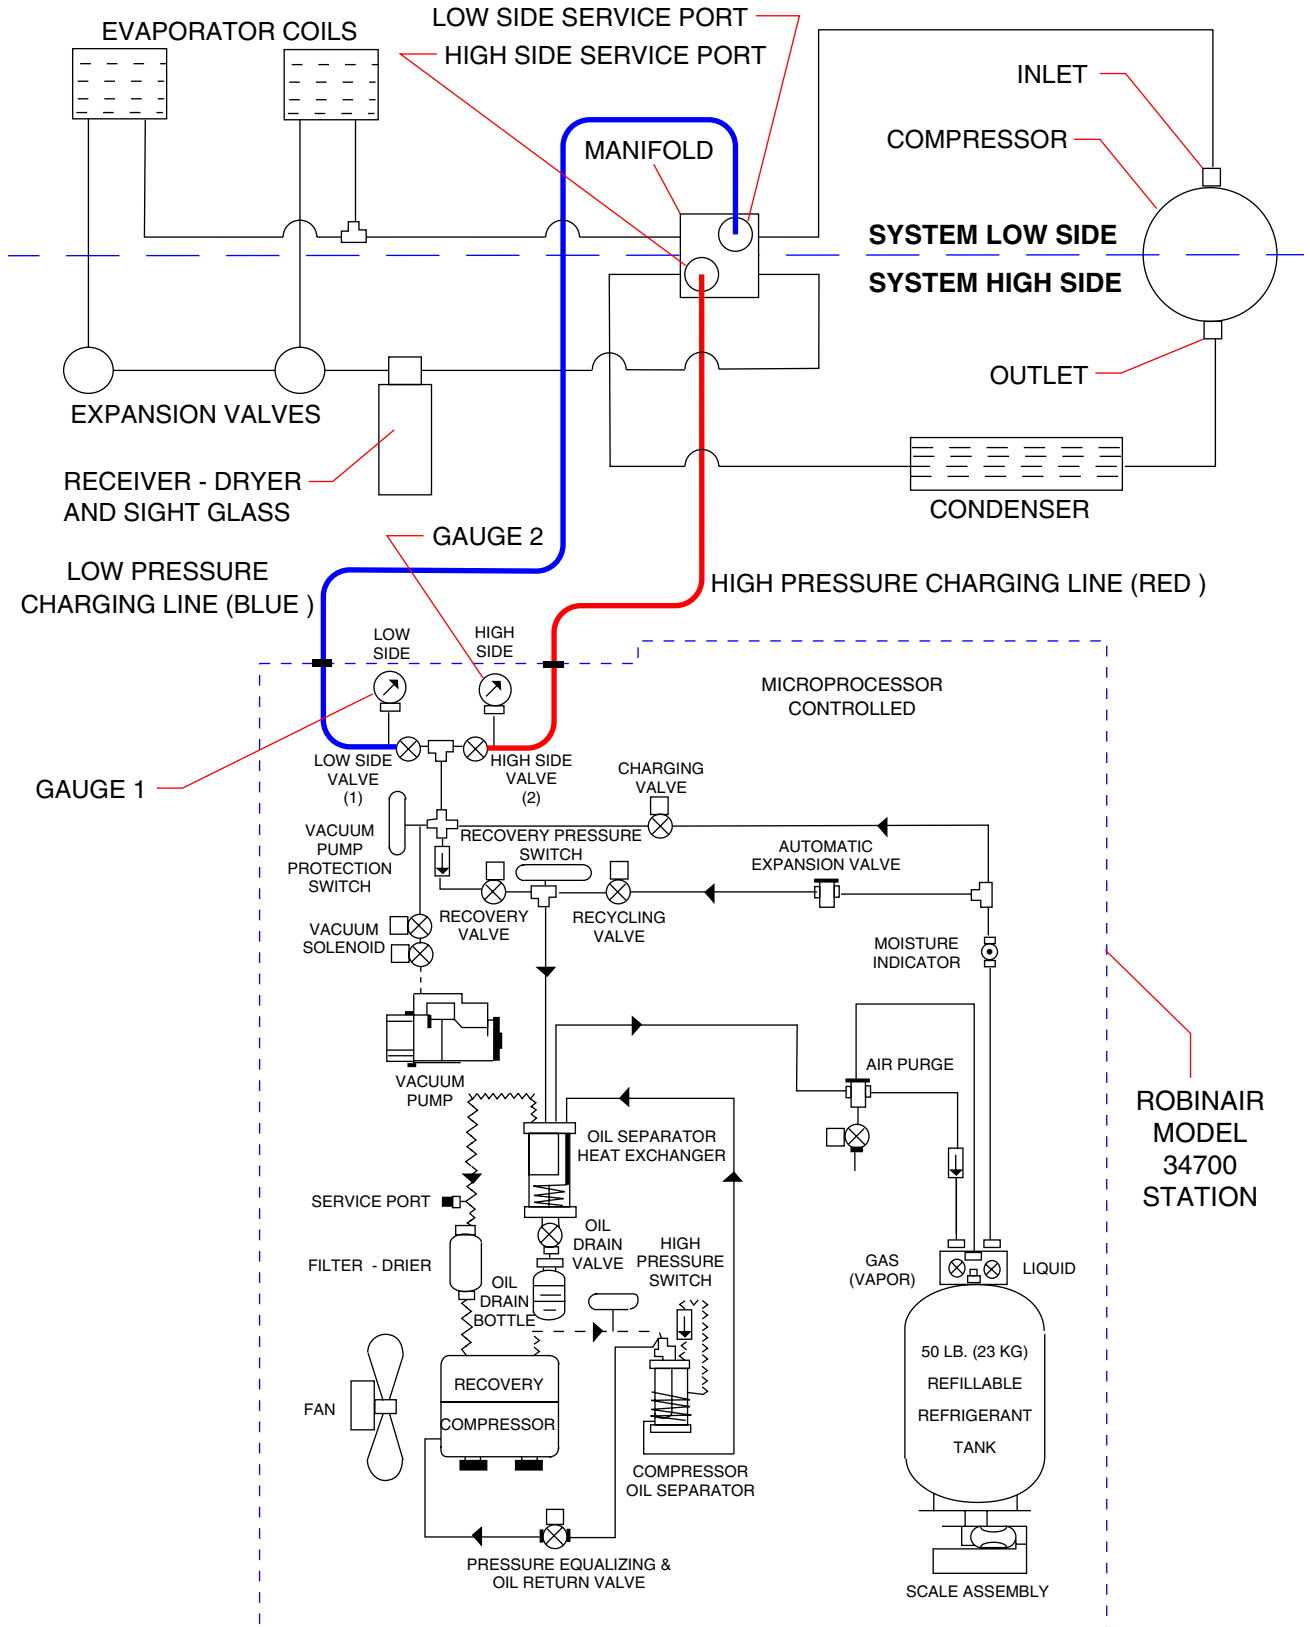 LOW SIDE SERVICE PORT
EVAPORATOR COILS
HIGH SIDE SERVICE PORT
INLET
COMPRESSOR
MANIFOLD
SYSTEM LOW SIDE
SYSTEM HIGH SIDE
OUTLET
EXPANSION VALVES
RECEIVER - DRYER
AND SIGHT GLASS
CONDENSER
GAUGE 2
LOW PRESSURE
CHARGING LINE (BLUE )
HIGH PRESSURE CHARGING LINE (RED )
LOW
SIDE
HIGH
SIDE
MICROPROCESSOR
CONTROLLED
GAUGE 1
LOW SIDE
VALVE
(1)
HIGH SIDE
VALVE
(2)
CHARGING
VALVE
VACUUM
PUMP
PROTECTION
SWITCH
RECOVERY PRESSURE
SWITCH
AUTOMATIC
EXPANSION VALVE
RECOVERY
VALVE
RECYCLING
VALVE
VACUUM
SOLENOID
MOISTURE
INDICATOR
VACUUM
PUMP
AIR PURGE
ROBINAIR
MODEL
34700
STATION
OIL SEPARATOR
HEAT EXCHANGER
SERVICE PORT
OIL
DRAIN
VALVE
HIGH
PRESSURE
SWITCH
FILTER - DRIER
OIL
DRAIN
BOTTLE
GAS
(VAPOR)
LIQUID
50 LB. (23 KG)
REFILLABLE
REFRIGERANT
TANK
FAN
RECOVERY
COMPRESSOR
COMPRESSOR
OIL SEPARATOR
PRESSURE EQUALIZING &
OIL RETURN VALVE
SCALE ASSEMBLY